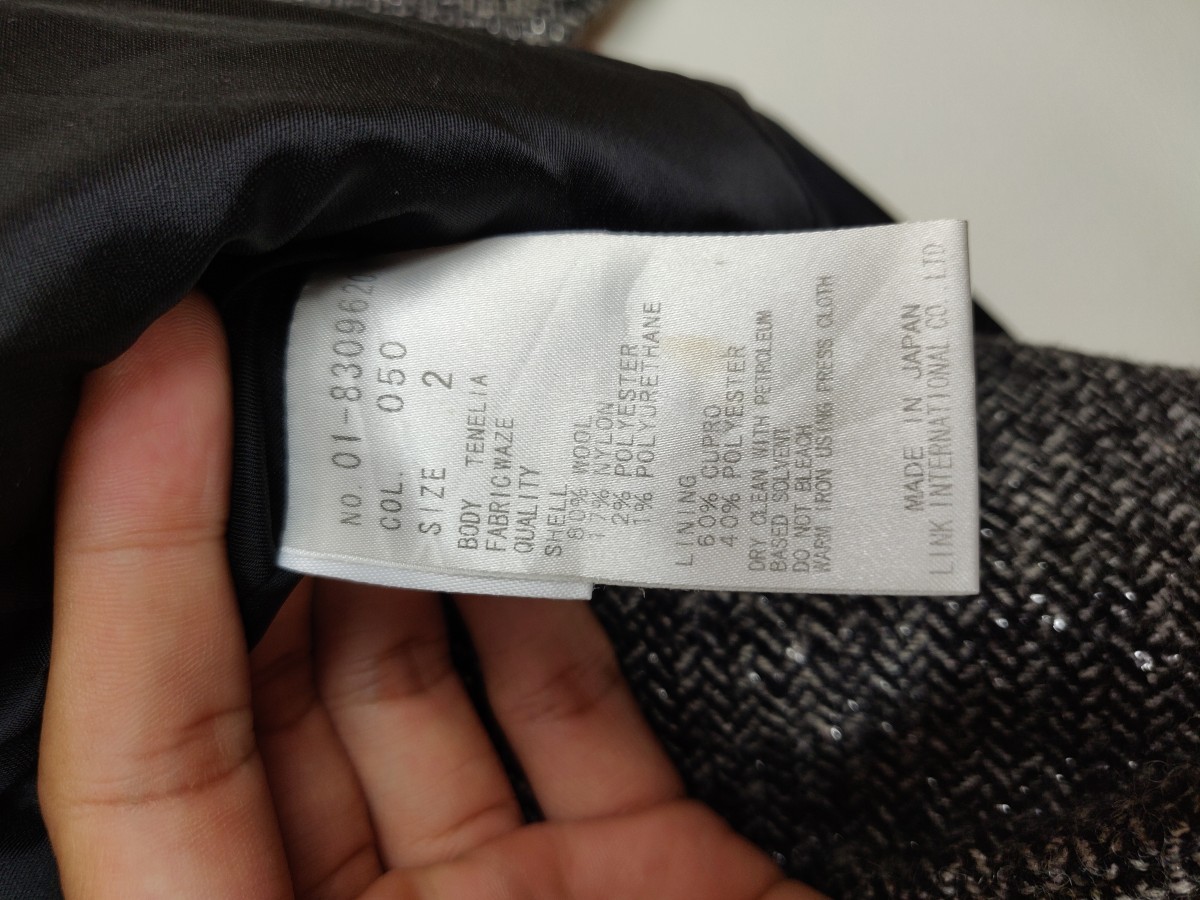 NO. 01-8309620
COL. 050
SIZE 2
BODY TENELIA
FABRICWAZE
QUALITY
SHELL
80% WOOL
17% NYLON
2% POLYESTER
1% POLYURETHANE
LINING
60% CUPRO
40% POLYESTER
DRY CLEAN WITH PETROLEUM
BASED SOLVENT
DO NOT BLEACH
WARM IRON USING PRESS CLOTH
MADE IN JAPAN
LINK INTERNATIONAL CO.,LTD